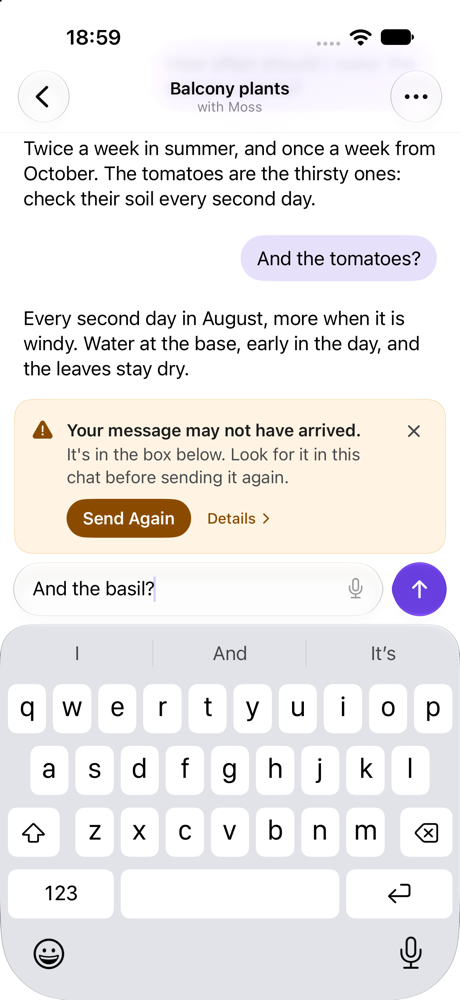 18:59
Balcony plants
with Moss
Twice a week in summer, and once a week from
October. The tomatoes are the thirsty ones:
check their soil every second day.
And the tomatoes?
Every second day in August, more when it is
windy. Water at the base, early in the day, and
the leaves stay dry.
Your message may not have arrived.
It's in the box below. Look for it in this
chat before sending it again.
Send Again
Details
And the basil?
I And It’s
q w e r t y u i o p
a s d f g h j k l
z x c v b n m
123